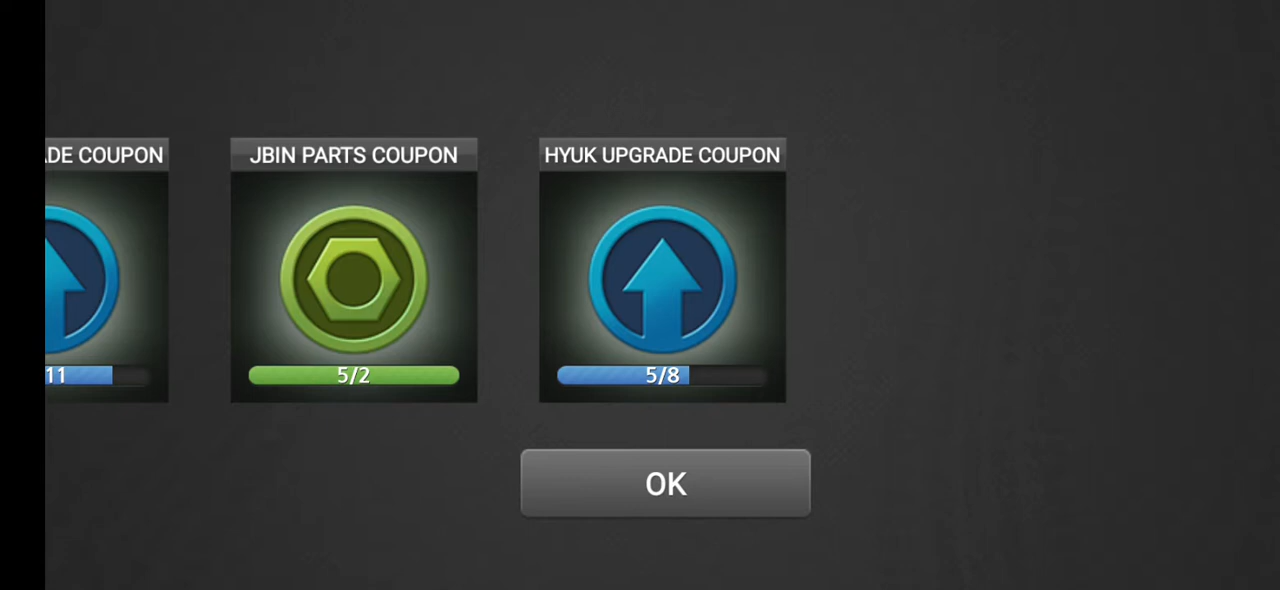 ADE COUPON
JBIN PARTS COUPON
HYUK UPGRADE COUPON
11
5/2
5/8
OK